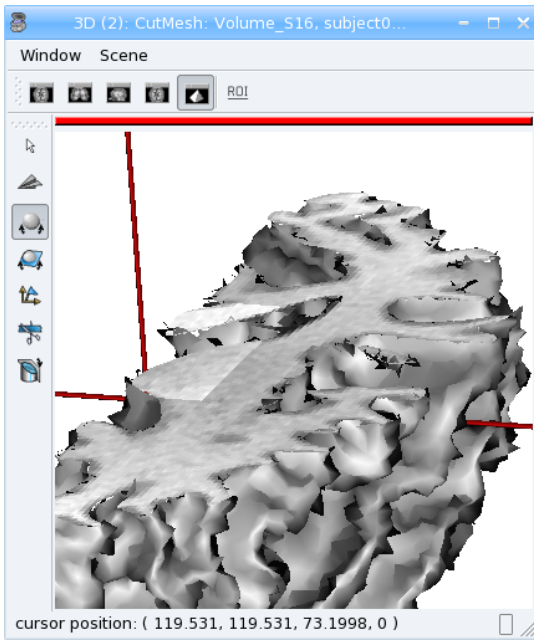 3D (2): CutMesh: Volume_S16, subject0...
Window Scene
ROI
cursor position: ( 119.531, 119.531, 73.1998, 0 )